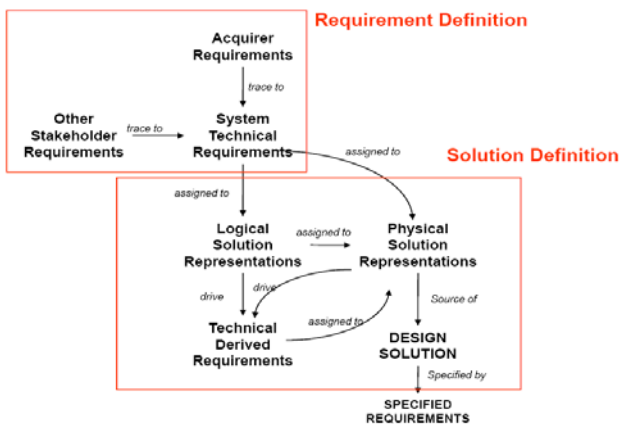 Requirement Definition
Acquirer
Requirements
trace to
Other
Stakeholder
Requirements
trace to
System
Technical
Requirements
assigned to
Solution Definition
assigned to
Logical
Solution
Representations
assigned to
Physical
Solution
Representations
drive
drive
Source of
Technical
Derived
Requirements
assigned to
DESIGN
SOLUTION
Specified by
SPECIFIED
REQUIREMENTS